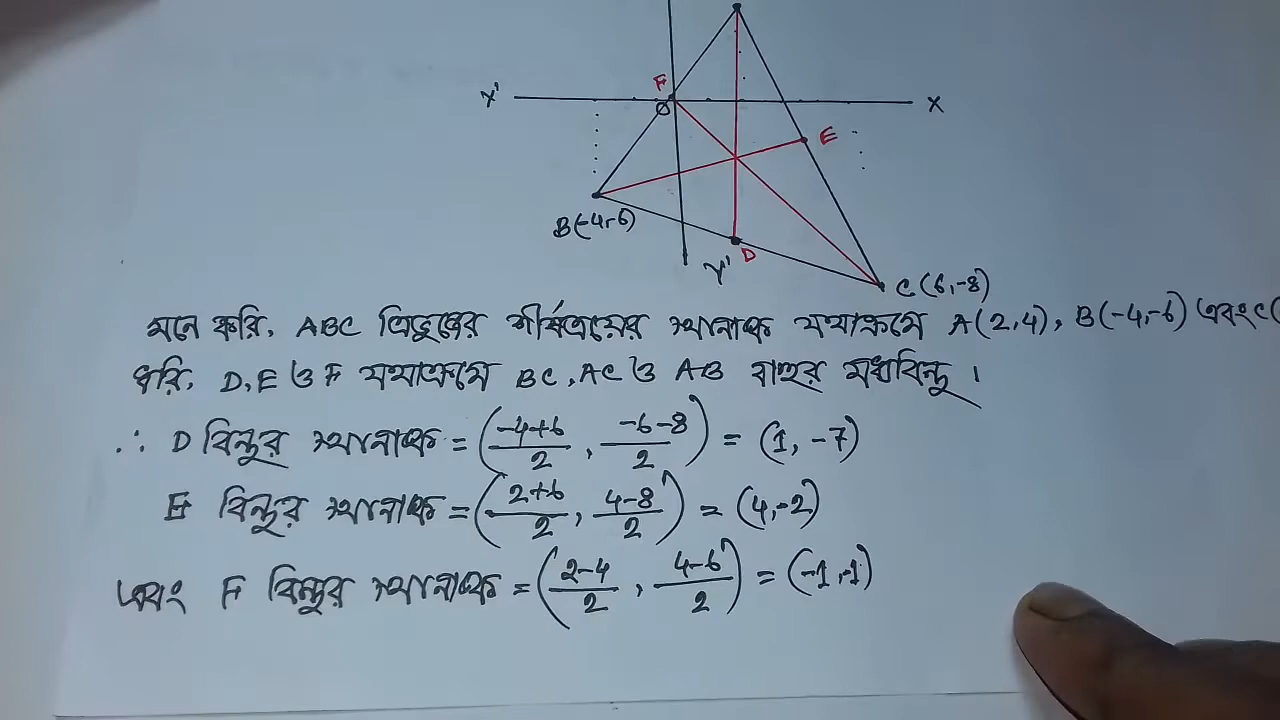 F
X'
O
X
E
B(-4,-6)
D
Y'
C(6,-8)
মনে করি, ABC ত্রিভুজের শীর্ষত্রয়ের স্থানাঙ্ক যথাক্রমে A(2,4), B(-4,-6) এবং C(
ধরি, D, E ও F যথাক্রমে BC, AC ও AB বাহুর মধ্যবিন্দু ।
∴ D বিন্দুর স্থানাঙ্ক = (-4+6/2, -6-8/2) = (1, -7)
E বিন্দুর স্থানাঙ্ক = (2+6/2, 4-8/2) = (4,-2)
এবং F বিন্দুর স্থানাঙ্ক = (2-4/2, 4-6/2) = (-1,-1)